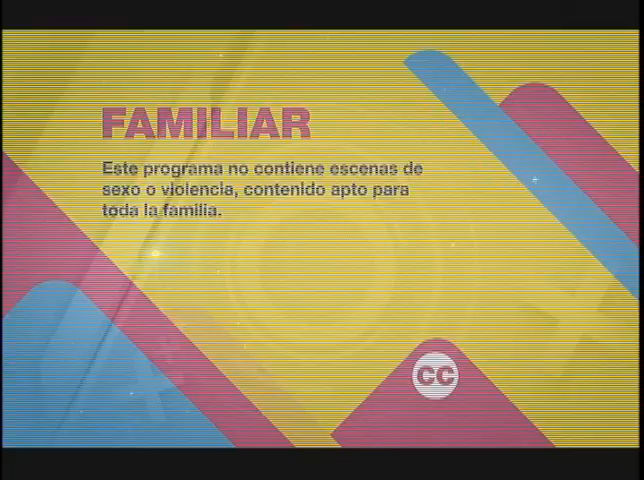 FAMILIAR
Este programa no contiene escenas de
sexo o violencia, contenido apto para
toda la familia.
CC